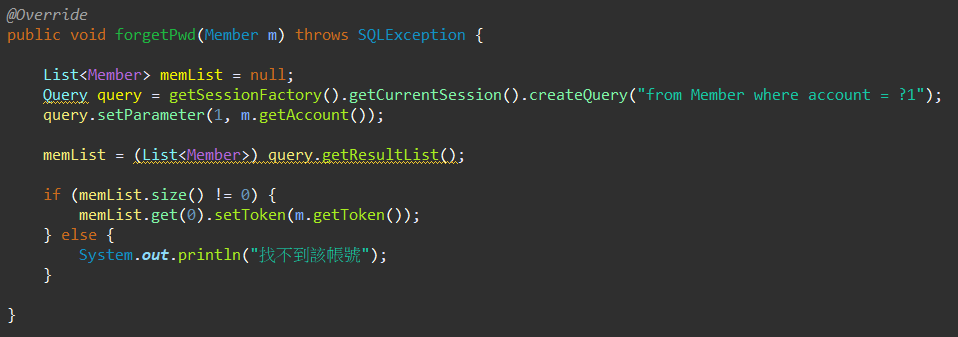 @Override
public void forgetPwd(Member m) throws SQLException {
List<Member> memList = null;
Query query = getSessionFactory().getCurrentSession().createQuery("from Member where account = ?1");
query.setParameter(1, m.getAccount());
memList = (List<Member>) query.getResultList();
if (memList.size() != 0) {
memList.get(0).setToken(m.getToken());
} else {
System.out.println("找不到該帳號");
}
}